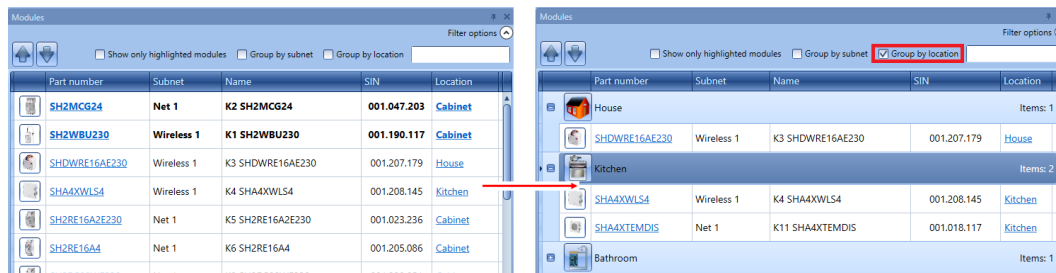 Modules
Filter options
Show only highlighted modules Group by subnet Group by location
Part number Subnet Name SIN Location
SH2MCG24 Net 1 K2 SH2MCG24 001.047.203 Cabinet
SH2WBU230 Wireless 1 K1 SH2WBU230 001.190.117 Cabinet
SHDWRE16AE230 Wireless 1 K3 SHDWRE16AE230 001.207.179 House
SHA4XWLS4 Wireless 1 K4 SHA4XWLS4 001.208.145 Kitchen
SH2RE16A2E230 Net 1 K5 SH2RE16A2E230 001.023.236 Cabinet
SH2RE16A4 Net 1 K6 SH2RE16A4 001.205.086 Cabinet
Modules
Filter options
Show only highlighted modules Group by subnet Group by location
Part number Subnet Name SIN Location
House Items: 1
SHDWRE16AE230 Wireless 1 K3 SHDWRE16AE230 001.207.179 House
Kitchen Items: 2
SHA4XWLS4 Wireless 1 K4 SHA4XWLS4 001.208.145 Kitchen
SHA4XTEMDIS Net 1 K11 SHA4XTEMDIS 001.018.117 Kitchen
Bathroom Items: 1